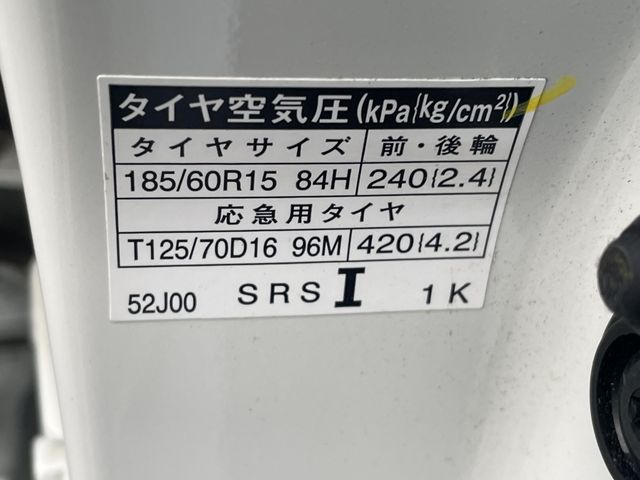 タイヤ空気圧(kPa{kg/cm²})
タイヤサイズ 前・後輪
185/60R15 84H 240{2.4}
応急用タイヤ
T125/70D16 96M 420{4.2}
52J00 SRS I 1K